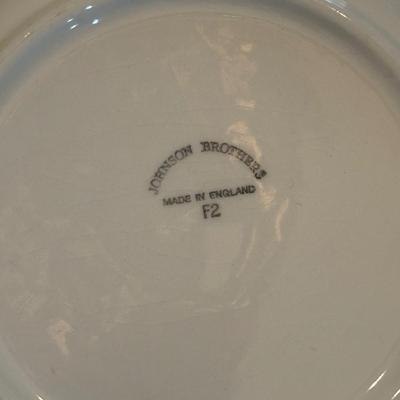 JOHNSON BROTHERS
MADE IN ENGLAND
F2